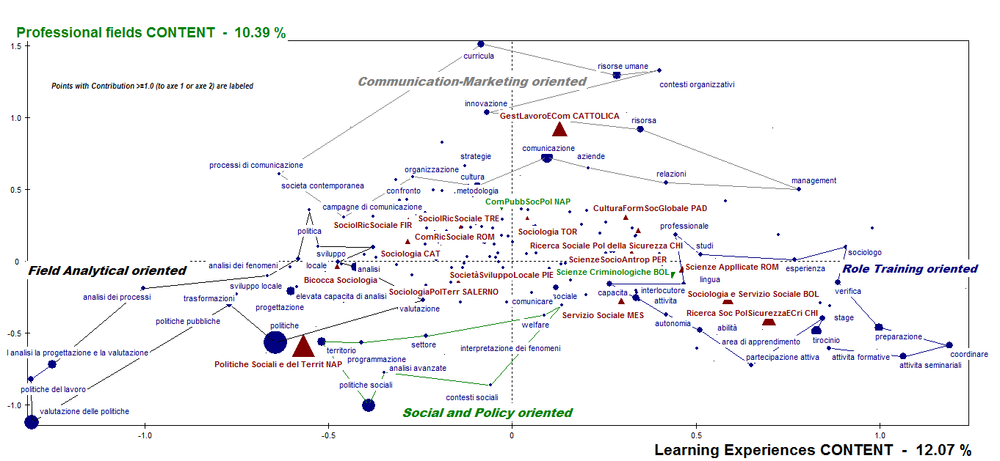 Professional fields CONTENT - 10.39 %
1.5
curricula
risorse umane
Points with Contribution >=1.0 (to axe 1 or axe 2) are labeled
Communication-Marketing oriented
contesti organizzativi
innovazione
1.0
GestLavoroECom CATTOLICA
risorsa
comunicazione
strategie
aziende
processi di comunicazione
organizzazione
relazioni
cultura
management
societa contemporanea
0.5
confronto
metodologia
ComPubbSocPol NAP
campagne di comunicazione
CulturaFormSocGlobale PAD
SociolRicSociale TRE
SociolRicSociale FIR
professionale
politica
Sociologia TOR
ComRicSociale ROM
Ricerca Sociale Pol della Sicurezza CHI
studi
sviluppo
Sociologia CAT
sociologo
0
analisi dei fenomeni
locale
analisi
ScienzeSocioAntrop PER
Scienze Appllicate ROM
esperienza
Field Analytical oriented
SocietàSviluppoLocale PIE
Scienze Criminologiche BOL
Role Training oriented
Bicocca Sociologia
lingua
sviluppo locale
SociologiaPolTerr SALERNO
capacita
interlocutore
verifica
analisi dei processi
trasformazioni
elevata capacita di analisi
sociale
Sociologia e Servizio Sociale BOL
comunicare
attivita
progettazione
valutazione
Servizio Sociale MES
Ricerca Soc PolSicurezzaECri CHI
stage
politiche pubbliche
politiche
welfare
autonomia
abilità
-0.5
preparazione
area di apprendimento
tirocinio
settore
interpretazione dei fenomeni
l analisi la progettazione e la valutazione
territorio
coordinare
programmazione
partecipazione attiva
attivita formative
Politiche Sociali e del Territ NAP
analisi avanzate
attivita seminariali
politiche del lavoro
politiche sociali
contesti sociali
-1.0
valutazione delle politiche
Social and Policy oriented
-1.0
-0.5
0
0.5
1.0
Learning Experiences CONTENT - 12.07 %